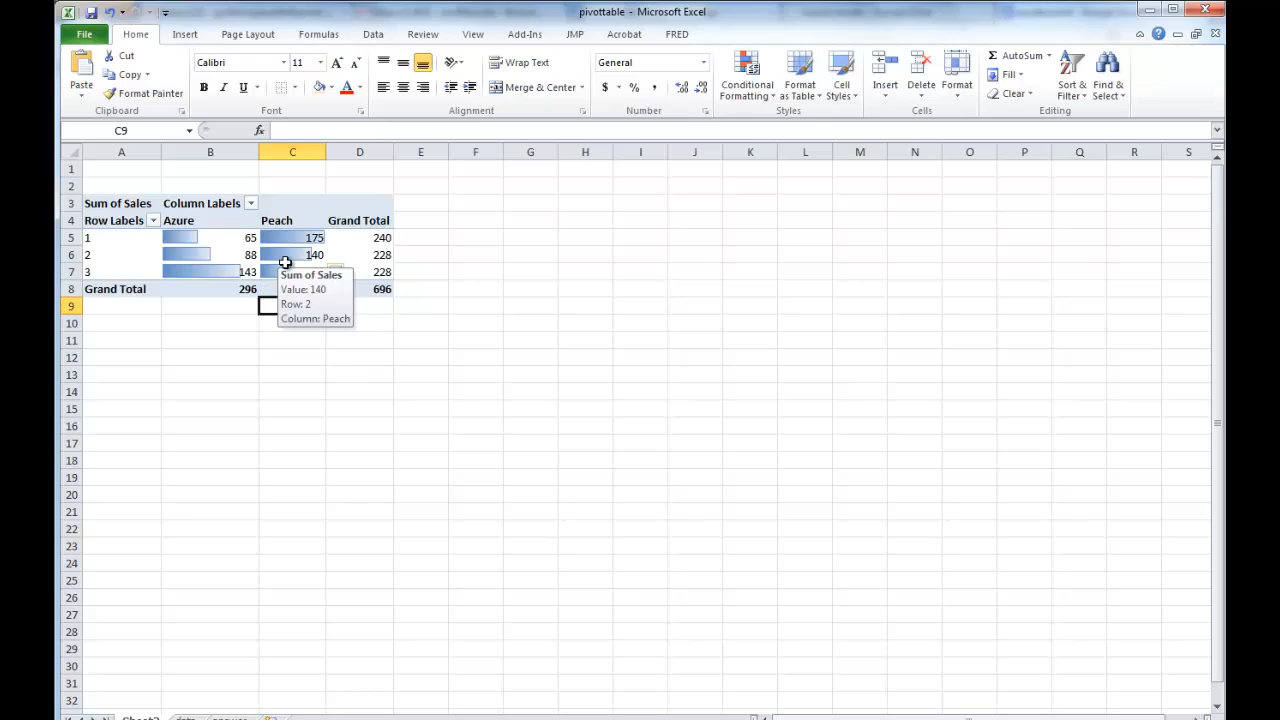 pivottable - Microsoft Excel
File Home Insert Page Layout Formulas Data Review View Add-Ins JMP Acrobat FRED
Paste
Cut
Copy
Format Painter
Clipboard
Calibri 11
B I U
Font
Wrap Text
Merge & Center
Alignment
General
$ % ,
Number
Conditional Formatting
Format as Table
Cell Styles
Styles
Insert Delete Format
Cells
Σ AutoSum
Fill
Clear
Sort & Filter
Find & Select
Editing
C9 fx
A B C D E F G H I J K L M N O P Q R S
1
2
3 Sum of Sales Column Labels
4 Row Labels Azure Peach Grand Total
5 1 65 175 240
6 2 88 140 228
7 3 143 228
8 Grand Total 296 696
Sum of Sales
Value: 140
Row: 2
Column: Peach
9
10
11
12
13
14
15
16
17
18
19
20
21
22
23
24
25
26
27
28
29
30
31
32